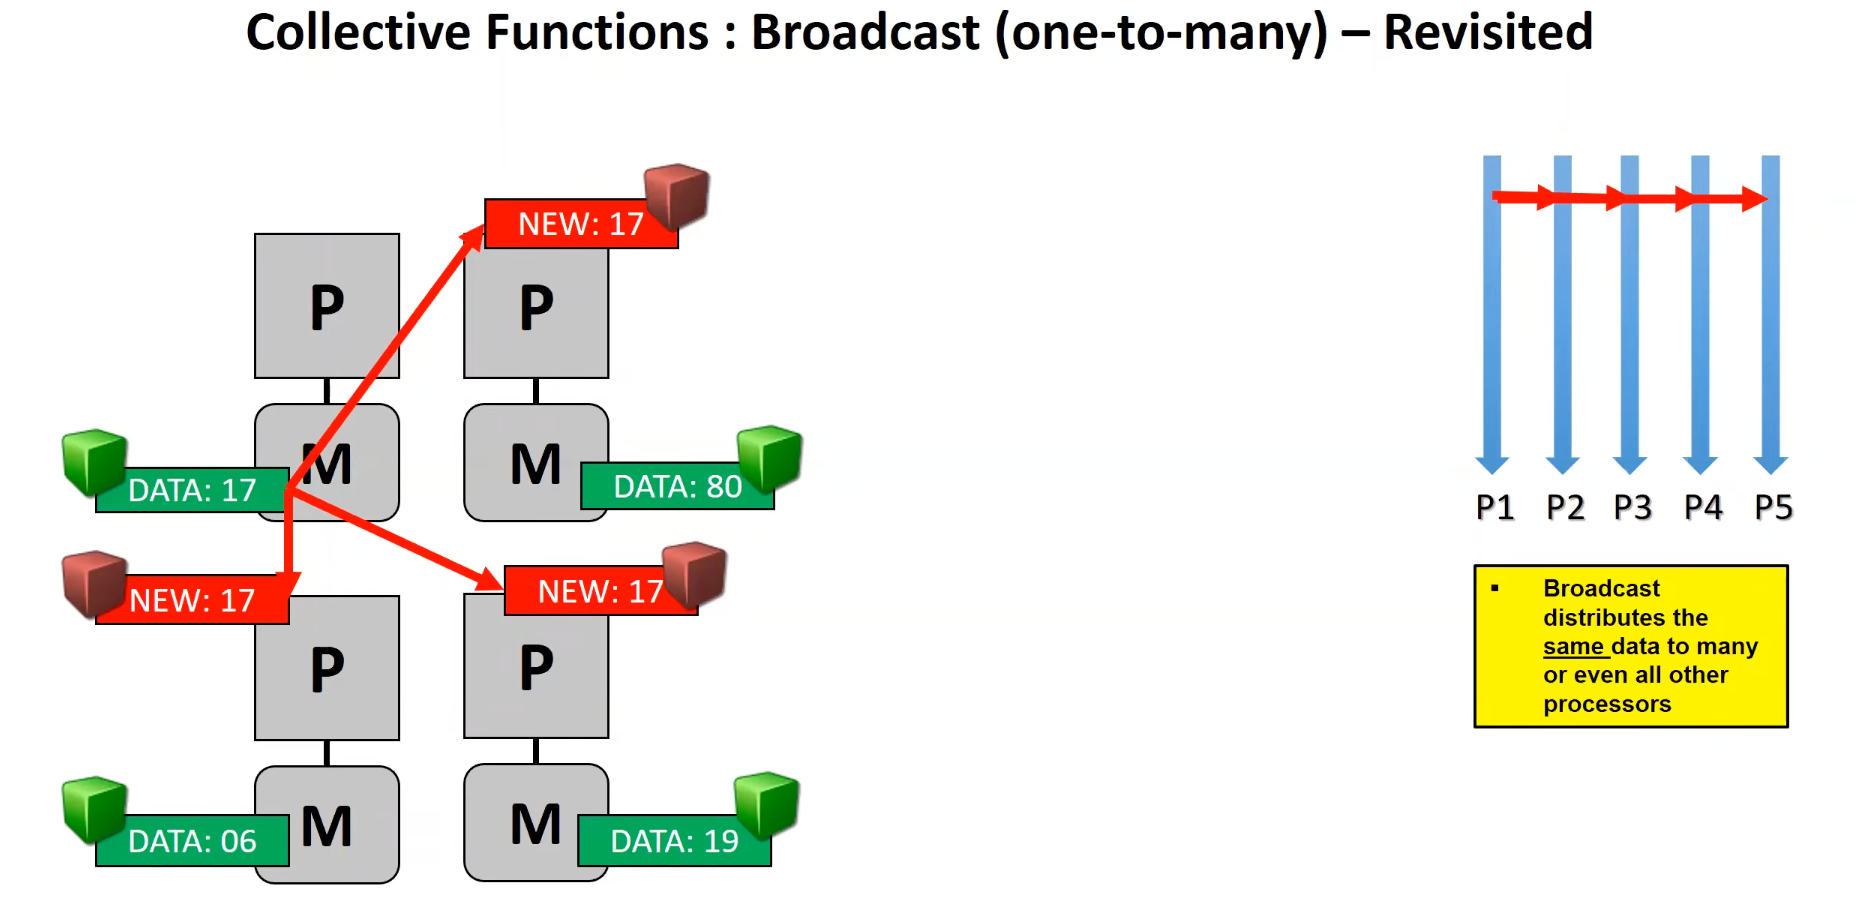 Collective Functions : Broadcast (one-to-many) – Revisited
NEW: 17
P
P
M
M
DATA: 17
DATA: 80
NEW: 17
NEW: 17
P
P
M
M
DATA: 06
DATA: 19
P1 P2 P3 P4 P5
▪ Broadcast
distributes the
same data to many
or even all other
processors